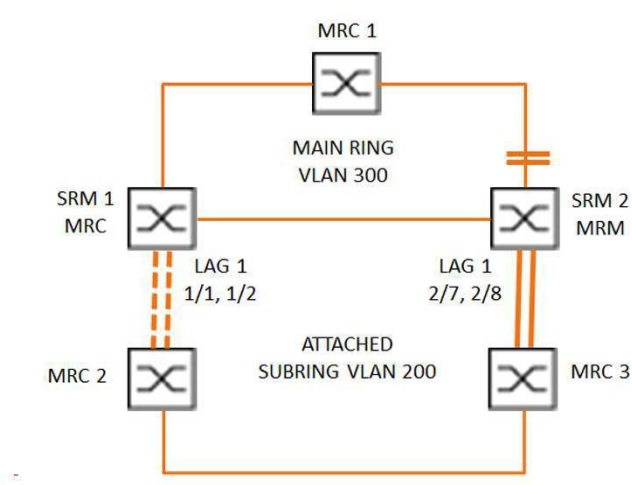 MRC 1
MAIN RING
VLAN 300
SRM 1
MRC
SRM 2
MRM
LAG 1
1/1, 1/2
LAG 1
2/7, 2/8
ATTACHED
SUBRING VLAN 200
MRC 2
MRC 3